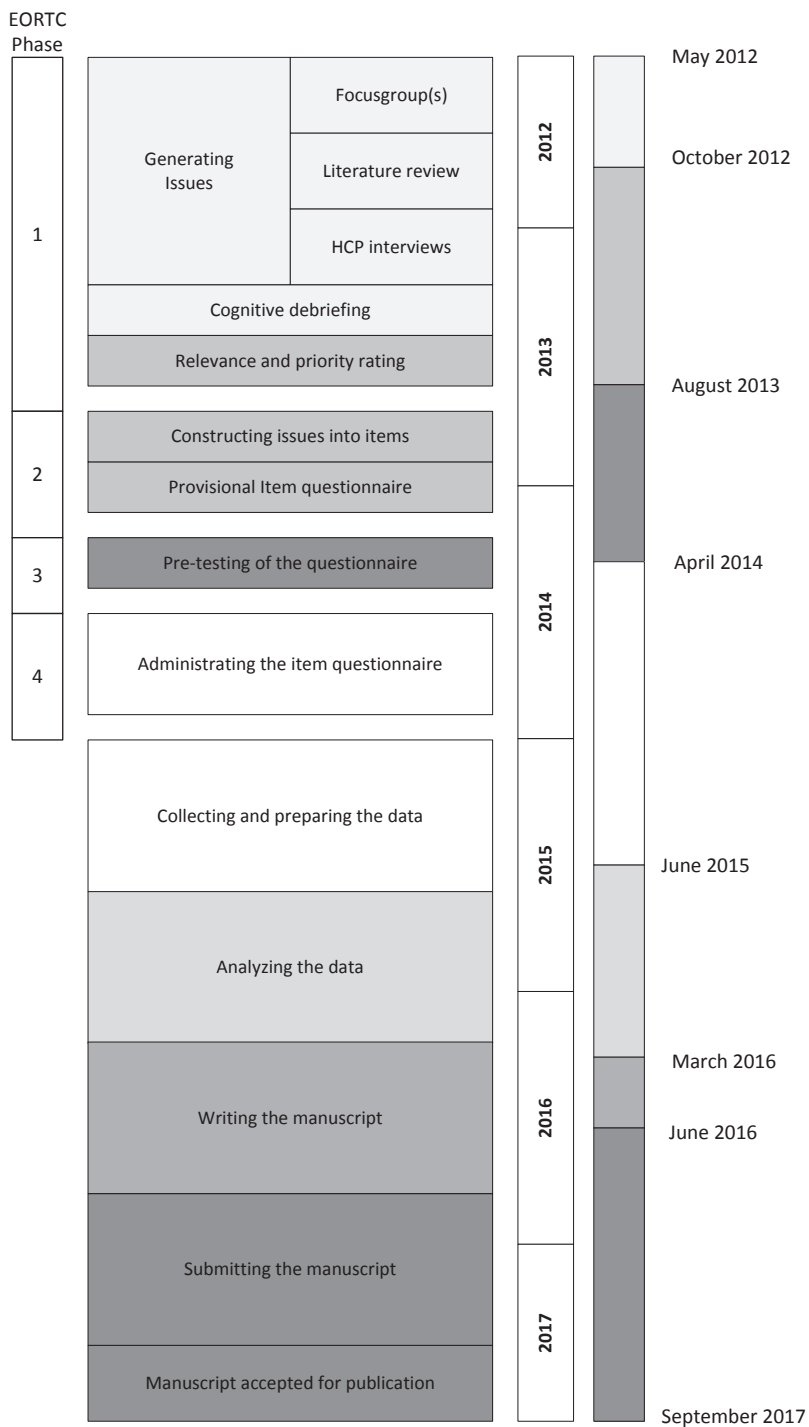 EORTC
Phase
1
2
3
4
Generating
Issues
Focusgroup(s)
Literature review
HCP interviews
Cognitive debriefing
Relevance and priority rating
Constructing issues into items
Provisional Item questionnaire
Pre-testing of the questionnaire
Administrating the item questionnaire
Collecting and preparing the data
Analyzing the data
Writing the manuscript
Submitting the manuscript
Manuscript accepted for publication
2012
2013
2014
2015
2016
2017
May 2012
October 2012
August 2013
April 2014
June 2015
March 2016
June 2016
September 2017